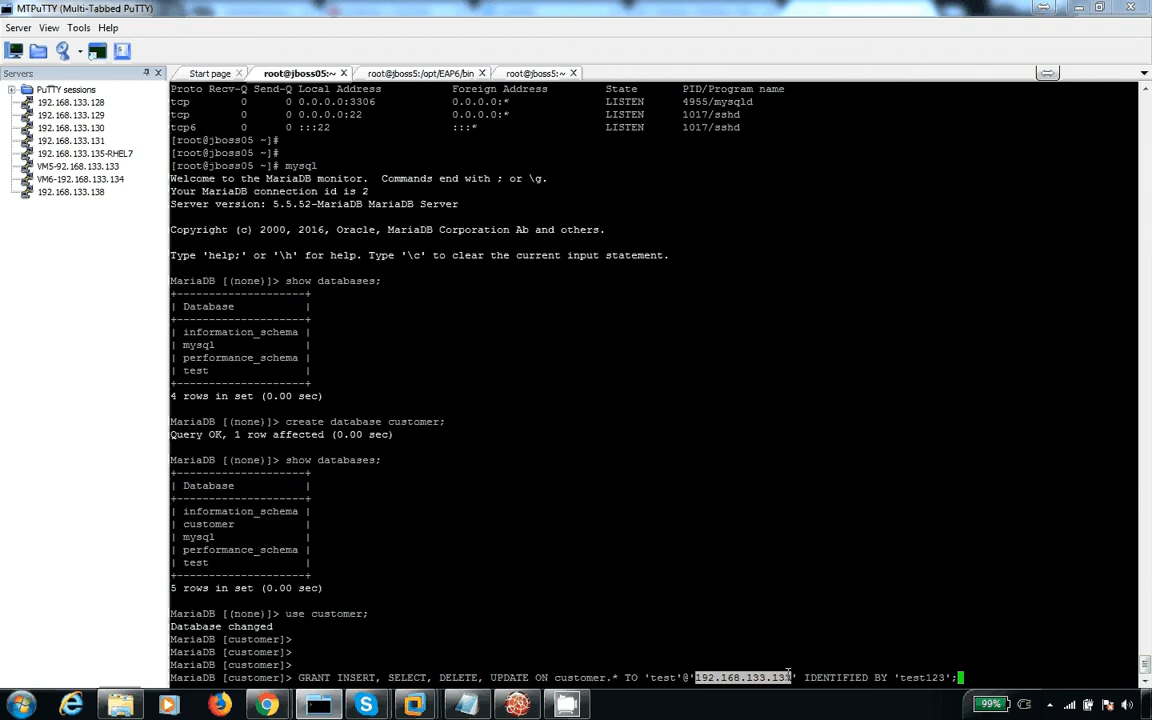 MTPuTTY (Multi-Tabbed PuTTY)
Server View Tools Help
Servers
Start page
root@jboss05:~
root@jboss5:/opt/EAP6/bin
root@jboss5:~
PuTTY sessions
192.168.133.128
192.168.133.129
192.168.133.130
192.168.133.131
192.168.133.135-RHEL7
VM5-92.168.133.133
VM6-192.168.133.134
192.168.133.138
Proto Recv-Q Send-Q Local Address Foreign Address State PID/Program name
tcp 0 0 0.0.0.0:3306 0.0.0.0:* LISTEN 4955/mysqld
tcp 0 0 0.0.0.0:22 0.0.0.0:* LISTEN 1017/sshd
tcp6 0 0 :::22 :::* LISTEN 1017/sshd
[root@jboss05 ~]#
[root@jboss05 ~]#
[root@jboss05 ~]# mysql
Welcome to the MariaDB monitor. Commands end with ; or \g.
Your MariaDB connection id is 2
Server version: 5.5.52-MariaDB MariaDB Server
Copyright (c) 2000, 2016, Oracle, MariaDB Corporation Ab and others.
Type 'help;' or '\h' for help. Type '\c' to clear the current input statement.
MariaDB [(none)]> show databases;
+--------------------+
| Database |
+--------------------+
| information_schema |
| mysql |
| performance_schema |
| test |
+--------------------+
4 rows in set (0.00 sec)
MariaDB [(none)]> create database customer;
Query OK, 1 row affected (0.00 sec)
MariaDB [(none)]> show databases;
+--------------------+
| Database |
+--------------------+
| information_schema |
| customer |
| mysql |
| performance_schema |
| test |
+--------------------+
5 rows in set (0.00 sec)
MariaDB [(none)]> use customer;
Database changed
MariaDB [customer]>
MariaDB [customer]>
MariaDB [customer]>
MariaDB [customer]> GRANT INSERT, SELECT, DELETE, UPDATE ON customer.* TO 'test'@' ' IDENTIFIED BY 'test123';
99%